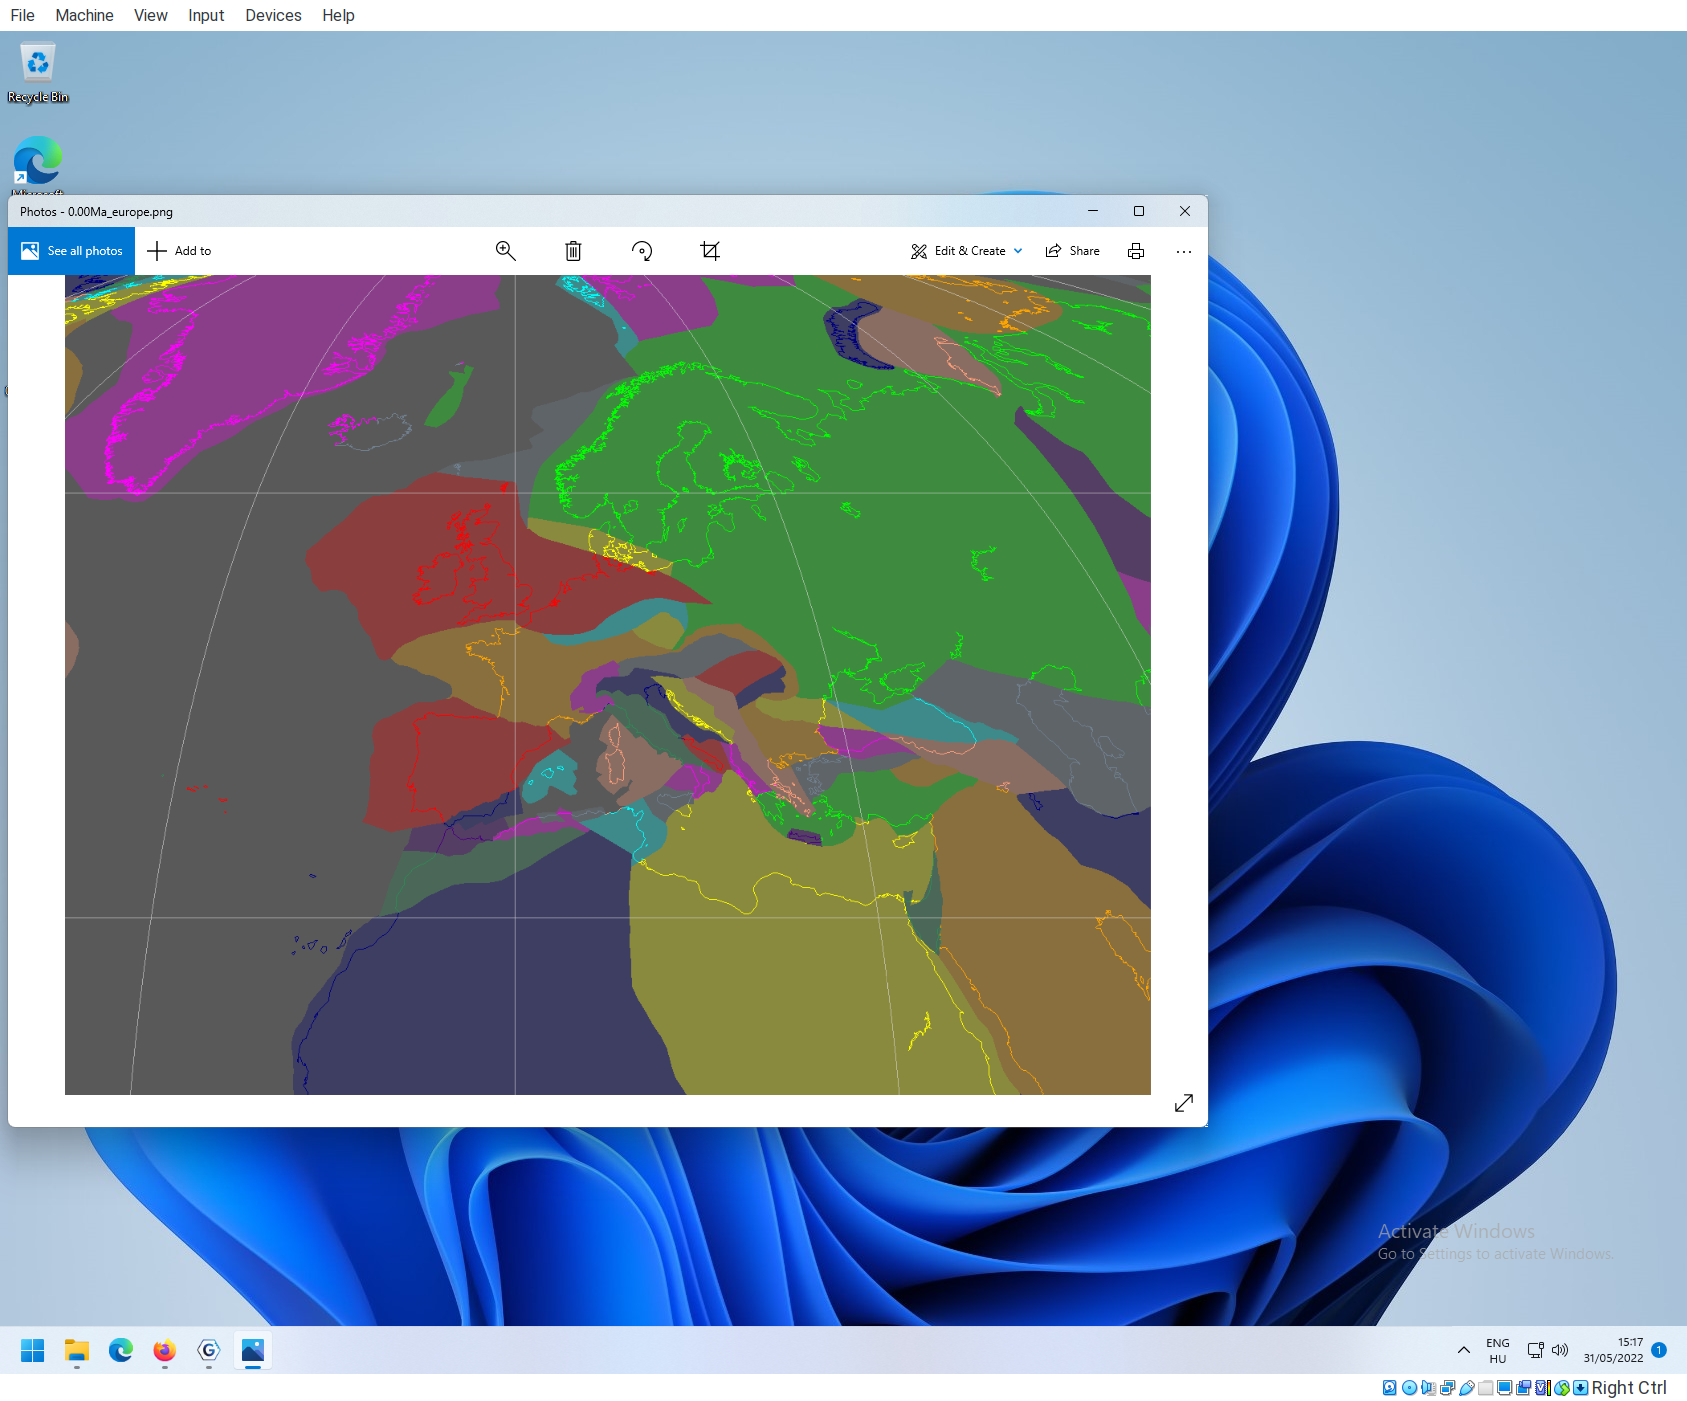 File Machine View Input Devices Help
Recycle Bin
Microsoft
Photos - 0.00Ma_europe.png
See all photos
Add to
Edit & Create
Share
Activate Windows
Go to Settings to activate Windows.
ENG
HU
15:17
31/05/2022
1
Right Ctrl